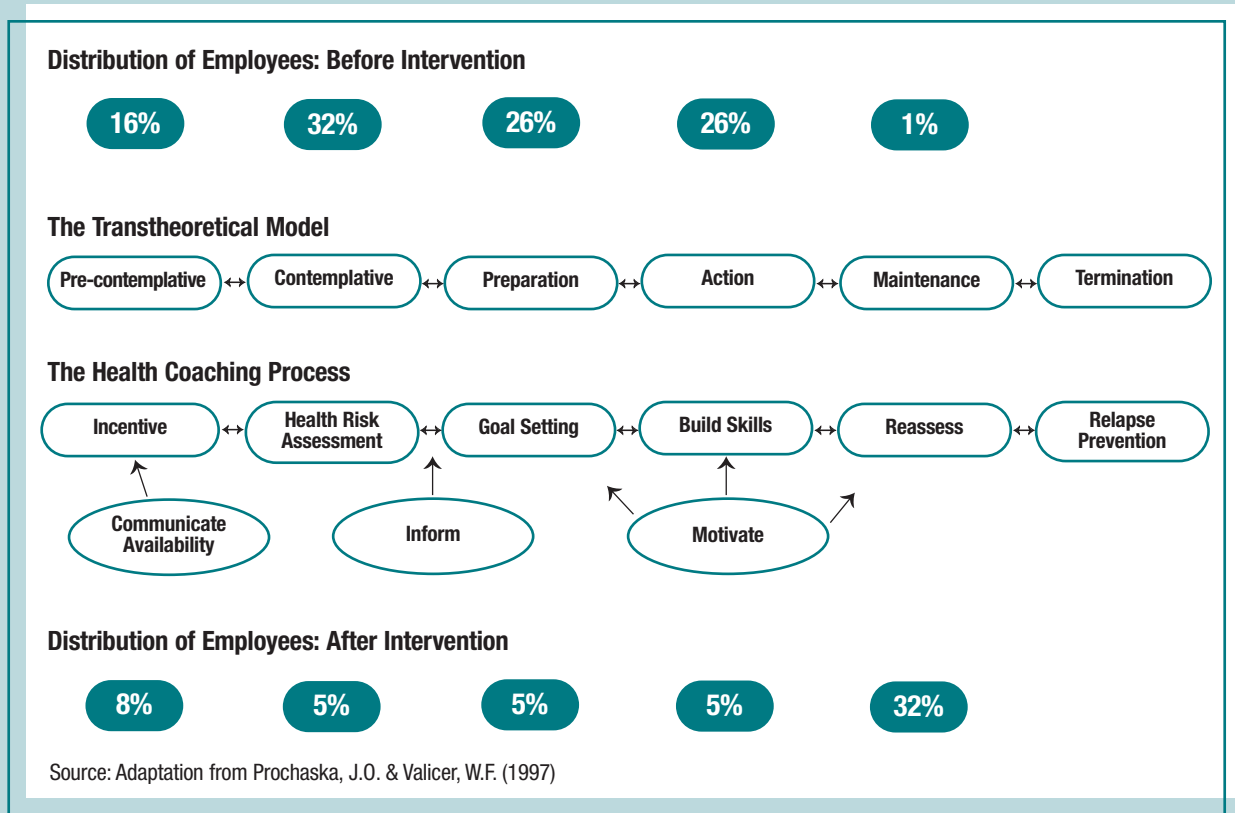 Distribution of Employees: Before Intervention
16% 32% 26% 26% 1%
The Transtheoretical Model
Pre-contemplative Contemplative Preparation Action Maintenance Termination
The Health Coaching Process
Incentive
Health Risk
Assessment
Goal Setting
Build Skills
Reassess
Relapse
Prevention
Communicate
Availability
Inform
Motivate
Distribution of Employees: After Intervention
8% 5% 5% 5% 32%
Source: Adaptation from Prochaska, J.O. & Valicer, W.F. (1997)